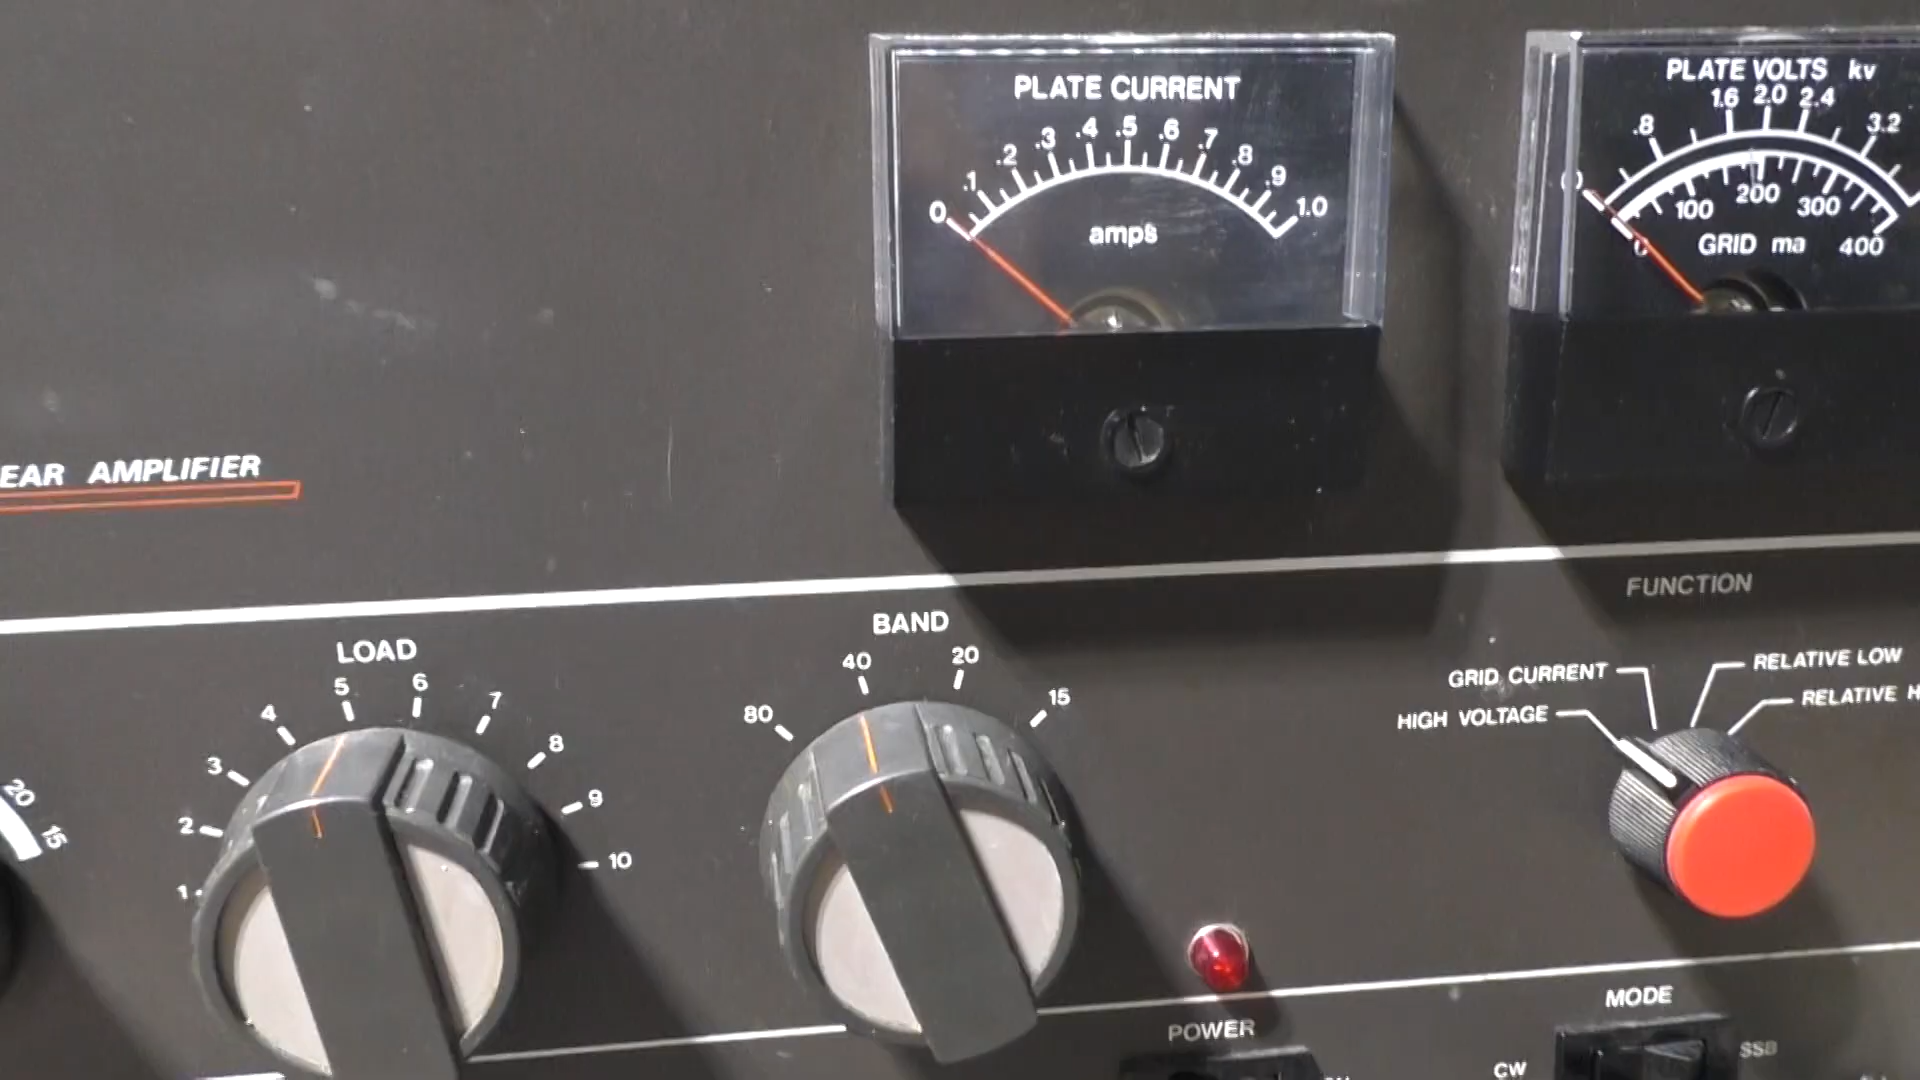 PLATE CURRENT
0 .1 .2 .3 .4 .5 .6 .7 .8 .9 1.0
amps
PLATE VOLTS kv
0 .8 1.6 2.0 2.4 3.2
0 100 200 300 400
GRID ma
EAR AMPLIFIER
FUNCTION
GRID CURRENT
HIGH VOLTAGE
RELATIVE LOW
RELATIVE H
LOAD
1 2 3 4 5 6 7 8 9 10
BAND
80 40 20 15
20
15
POWER
MODE
CW
SSB